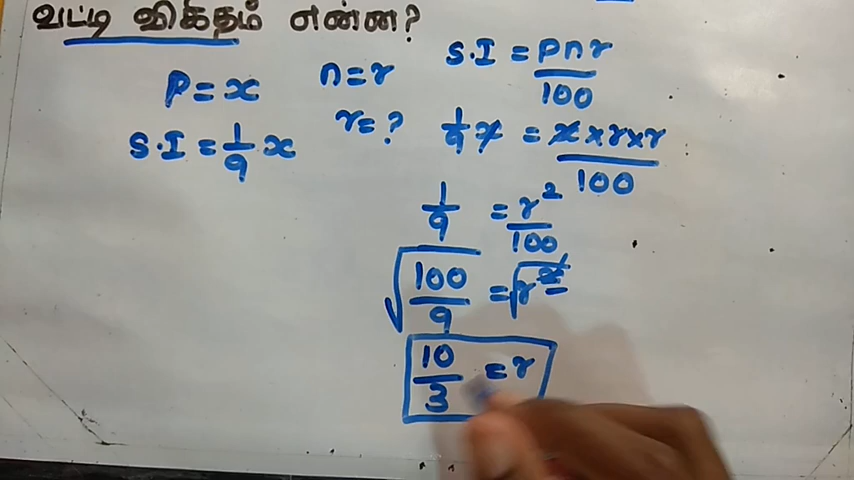 வட்டி விகிதம் என்ன?
P = x n = r S.I = pnr/100
S.I = 1/9 x r = ? 1/9 x = x × r × r/100
1/9 = r²/100
√100/9 = √r²
10/3 = r